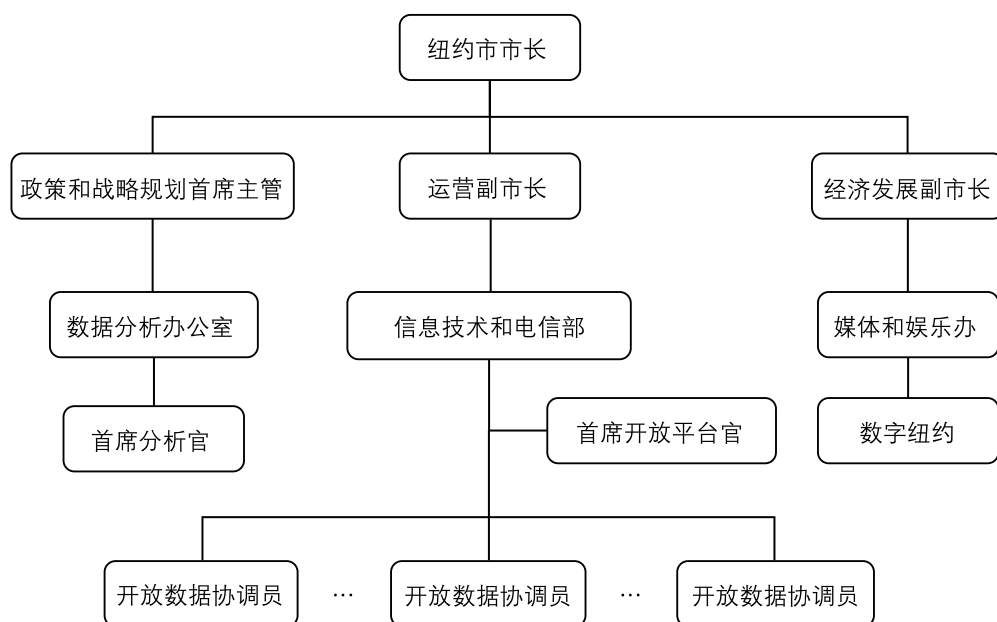 纽约市市长
政策和战略规划首席主管
运营副市长
经济发展副市长
数据分析办公室
信息技术和电信部
媒体和娱乐办
首席分析官
首席开放平台官
数字纽约
开放数据协调员
…
开放数据协调员
…
开放数据协调员